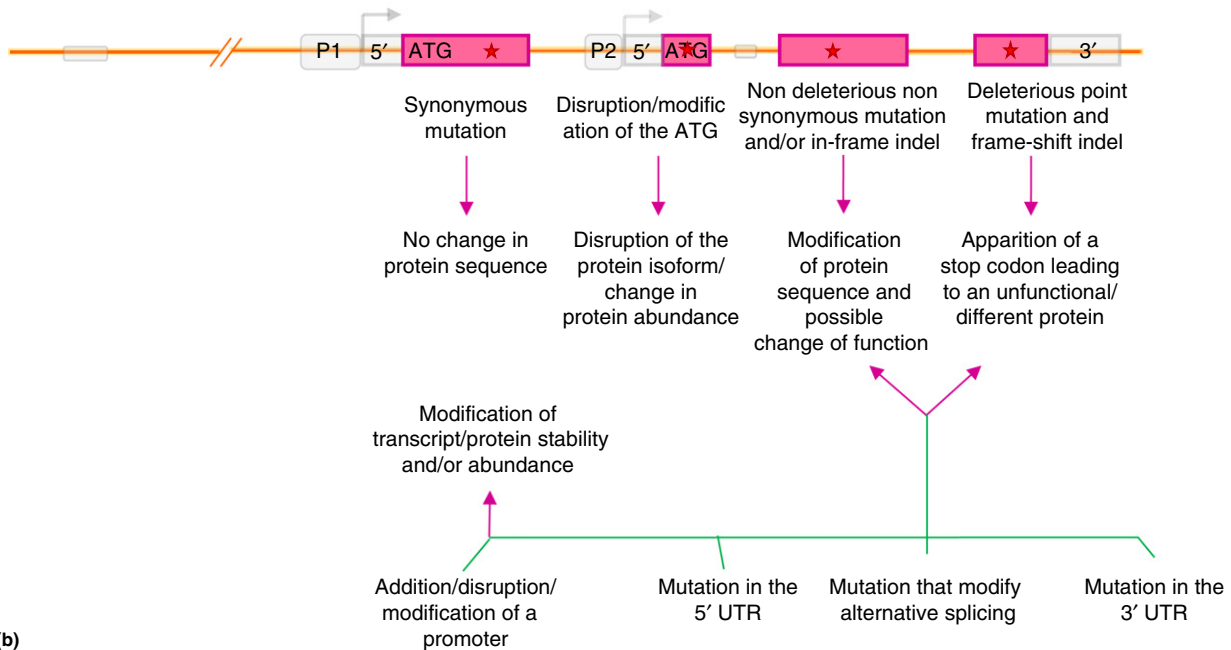 P1 5′ ATG P2 5′ ATG 3′
Synonymous
mutation
Disruption/modific
ation of the ATG
Non deleterious non
synonymous mutation
and/or in-frame indel
Deleterious point
mutation and
frame-shift indel
No change in
protein sequence
Disruption of the
protein isoform/
change in
protein abundance
Modification
of protein
sequence and
possible
change of function
Apparition of a
stop codon leading
to an unfunctional/
different protein
Modification of
transcript/protein stability
and/or abundance
Addition/disruption/
modification of a
promoter
Mutation in the
5′ UTR
Mutation that modify
alternative splicing
Mutation in the
3′ UTR
(b)